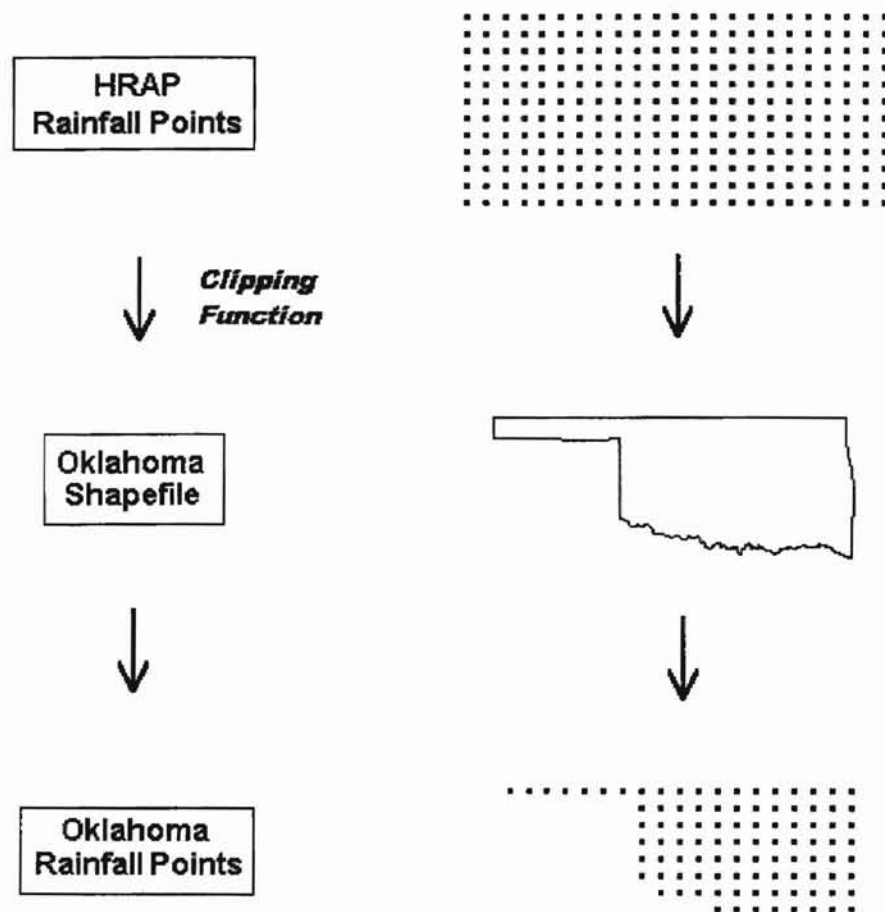 HRAP
Rainfall Points
Clipping
Function
Oklahoma
Shapefile
Oklahoma
Rainfall Points